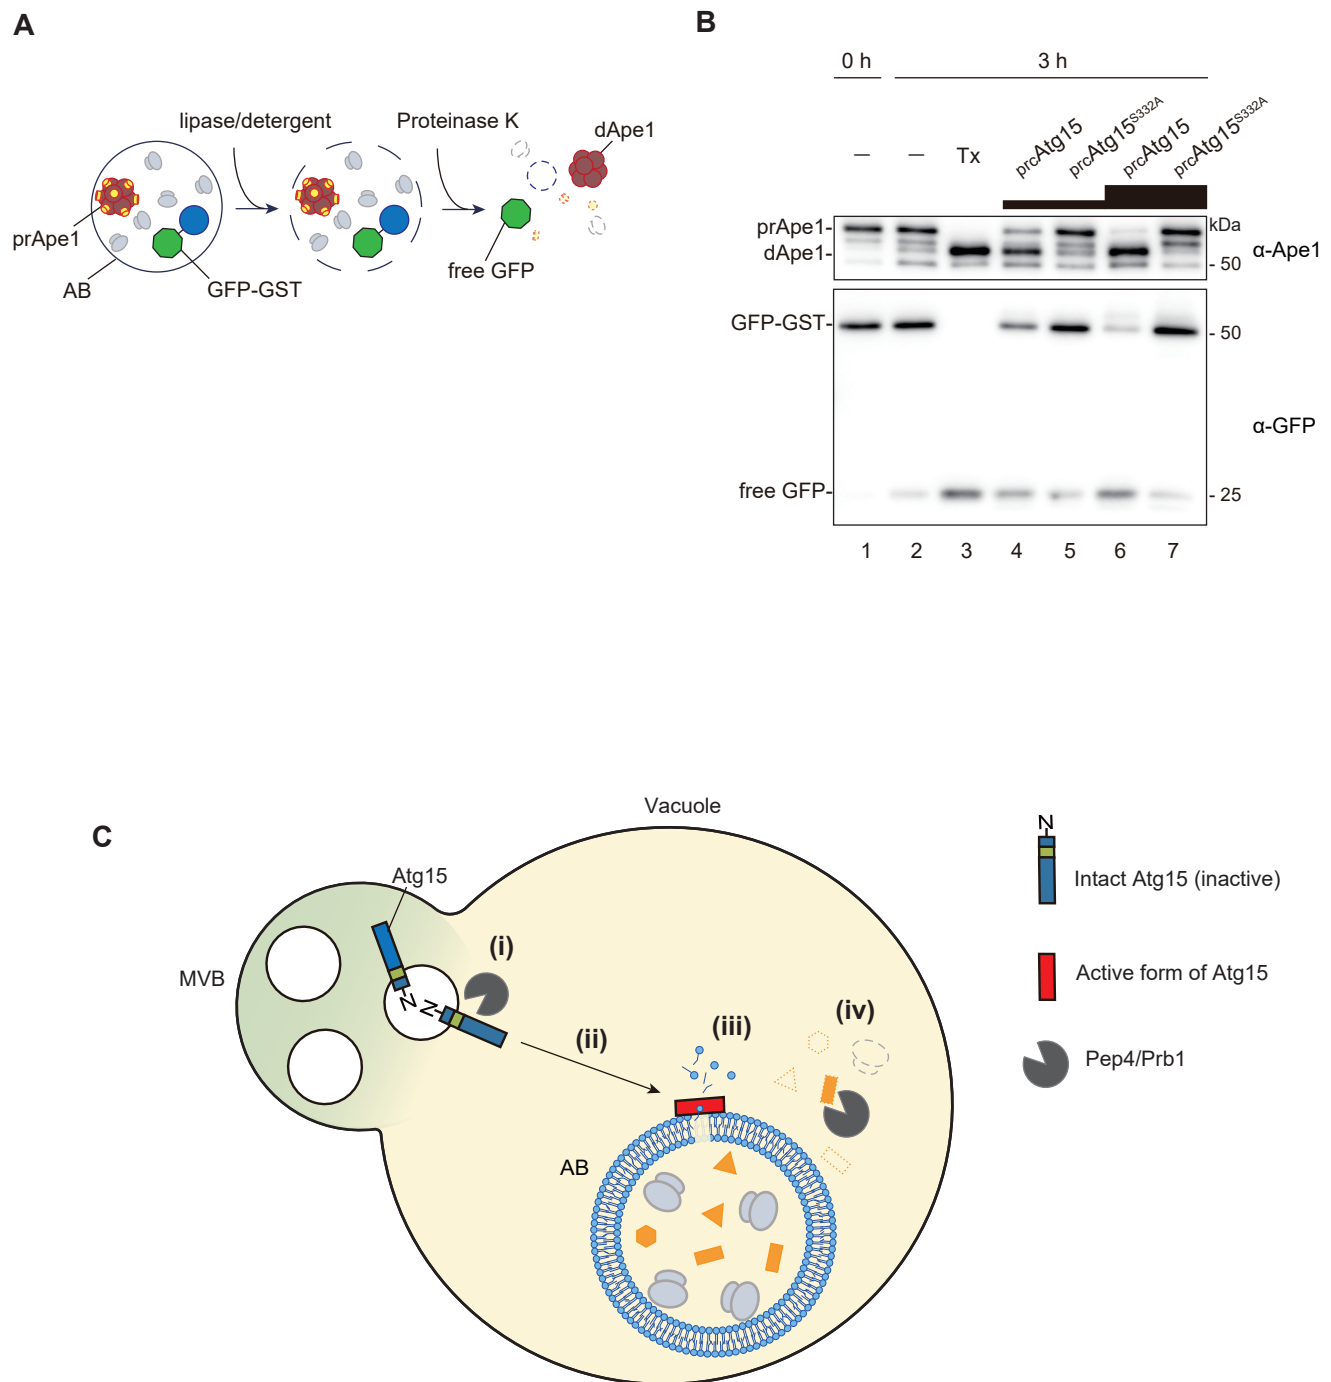 A
lipase/detergent
Proteinase K
dApe1
prApe1
AB
GFP-GST
free GFP
B
0 h
3 h
– – Tx prcAtg15 prcAtg15S332A prcAtg15 prcAtg15S332A
prApe1
dApe1
kDa
- 50
α-Ape1
GFP-GST
- 50
α-GFP
free GFP
- 25
1 2 3 4 5 6 7
C
Vacuole
Atg15
MVB
N
N
(i)
(ii)
(iii)
(iv)
AB
N
Intact Atg15 (inactive)
Active form of Atg15
Pep4/Prb1